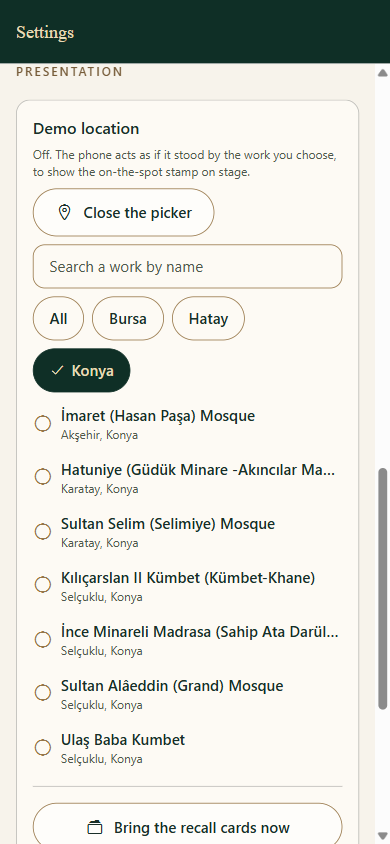 Settings
PRESENTATION
Demo location
Off. The phone acts as if it stood by the work you choose,
to show the on-the-spot stamp on stage.
Close the picker
Search a work by name
All
Bursa
Hatay
Konya
İmaret (Hasan Paşa) Mosque
Akşehir, Konya
Hatuniye (Güdük Minare -Akıncılar Ma...
Karatay, Konya
Sultan Selim (Selimiye) Mosque
Karatay, Konya
Kılıçarslan II Kümbet (Kümbet-Khane)
Selçuklu, Konya
İnce Minareli Madrasa (Sahip Ata Darül...
Selçuklu, Konya
Sultan Alâeddin (Grand) Mosque
Selçuklu, Konya
Ulaş Baba Kumbet
Selçuklu, Konya
Bring the recall cards now